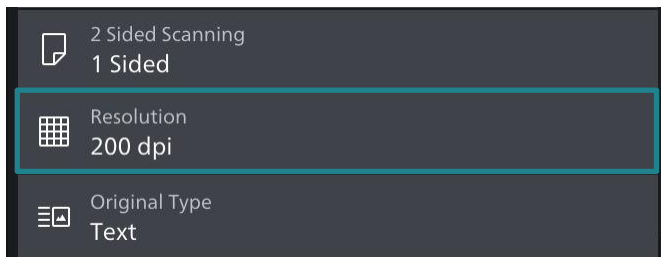 2 Sided Scanning
1 Sided
Resolution
200 dpi
Original Type
Text